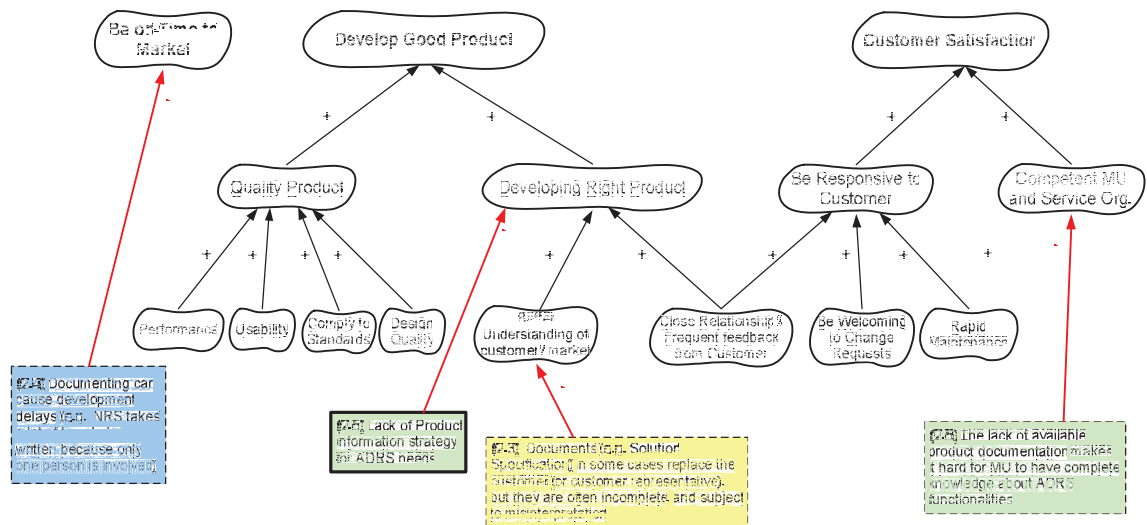 Be on-Time to
Market
Develop Good Product
Customer Satisfaction
+
+
+
+
Quality Product
Developing Right Product
Be Responsive to
Customer
Competent MU
and Service Org.
+
+
+
+
+
+
+
+
+
+
Performance
Usability
Comply to
Standards
Design
Quality
Understanding of
customer/ market
Close Relationship/
Frequent feedback
from Customer
Be Welcoming
to Change
Requests
Rapid
Maintenance
Documenting can
cause development
delays (e.g. NRS takes
written because only
one person is involved)
Lack of Product
information strategy
for ADRS needs
Documents (e.g. Solution
Specification) in some cases replace the
customer (or customer representative),
but they are often incomplete and subject
to misinterpretation
The lack of available
product documentation makes
it hard for MU to have complete
knowledge about ADRS
functionalities